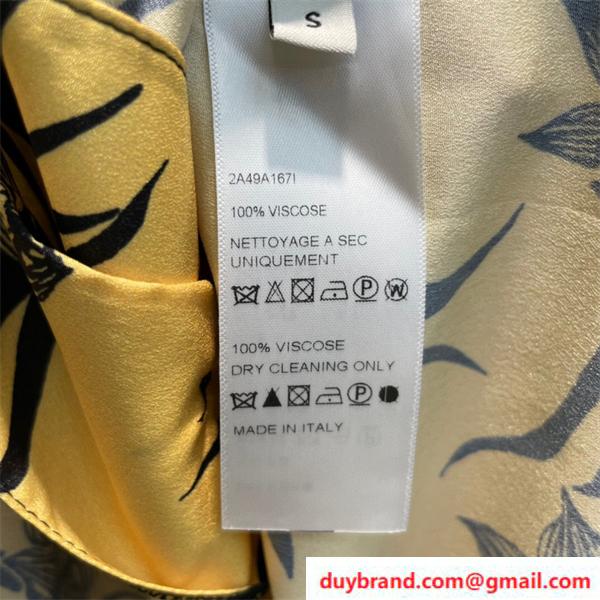 S
2A49A167I
100% VISCOSE
NETTOYAGE A SEC
UNIQUEMENT
100% VISCOSE
DRY CLEANING ONLY
MADE IN ITALY
duybrand.com@gmail.com